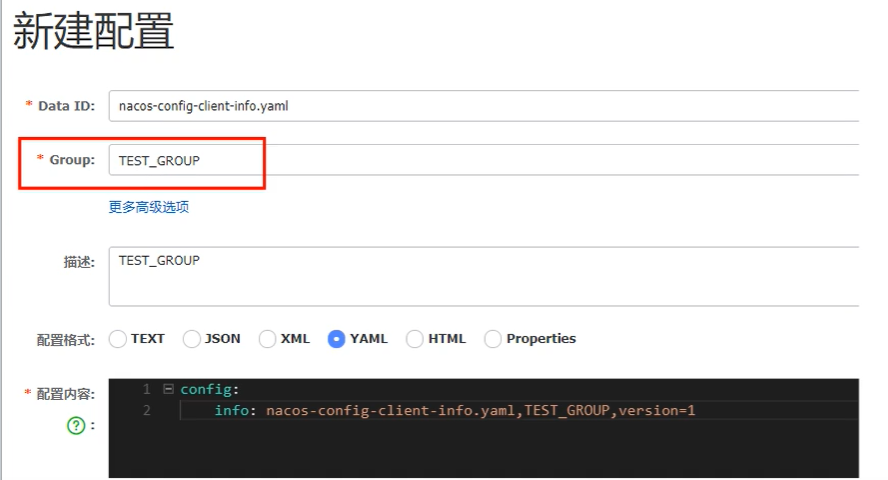 新建配置
* Data ID: nacos-config-client-info.yaml
* Group: TEST_GROUP
更多高级选项
描述: TEST_GROUP
配置格式: TEXT JSON XML YAML HTML Properties
* 配置内容: 1 config:
2 info: nacos-config-client-info.yaml,TEST_GROUP,version=1
? :